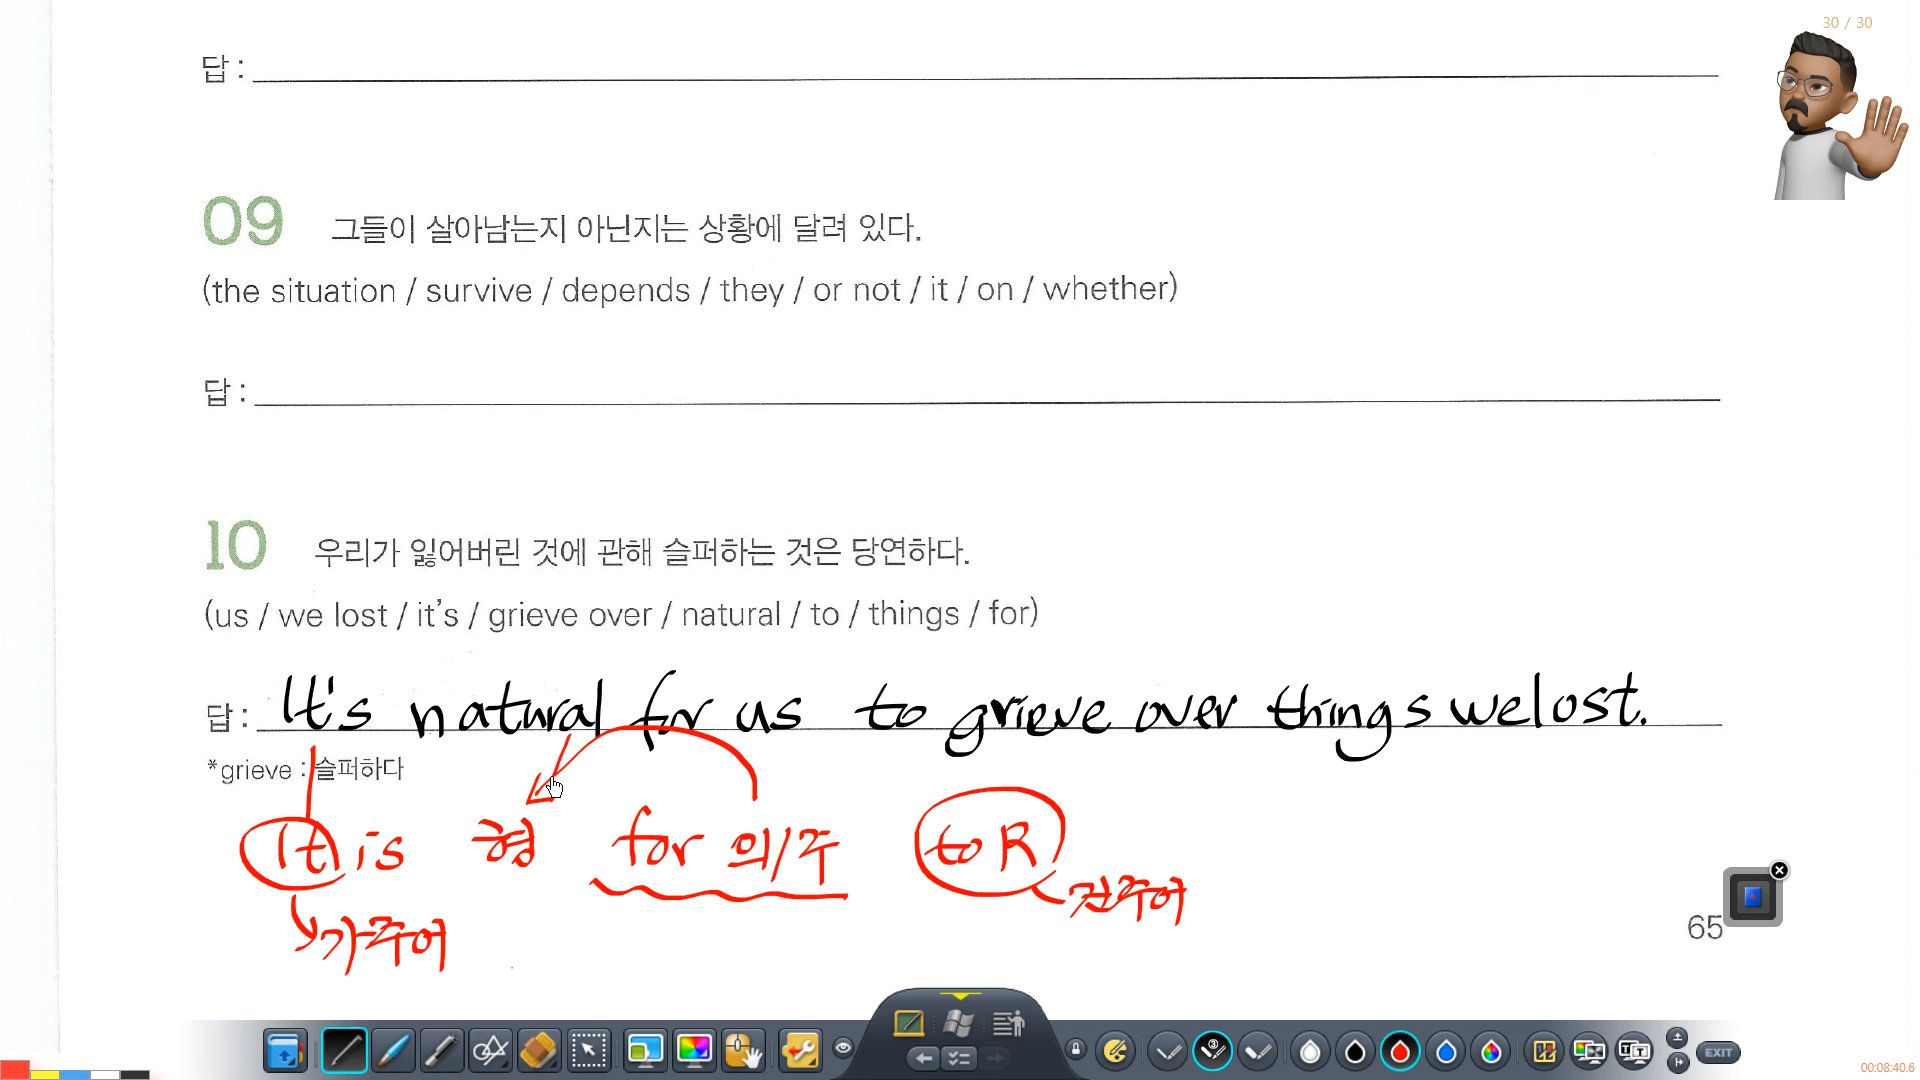 30 / 30
답 :
09 그들이 살아남는지 아닌지는 상황에 달려 있다.
(the situation / survive / depends / they / or not / it / on / whether)
답 :
10 우리가 잃어버린 것에 관해 슬퍼하는 것은 당연하다.
(us / we lost / it's / grieve over / natural / to / things / for)
답 : It's natural for us to grieve over things we lost.
*grieve : 슬퍼하다
It is 형 for 의/주 to R
진주어
가주어
65
EXIT
00:08:40.6